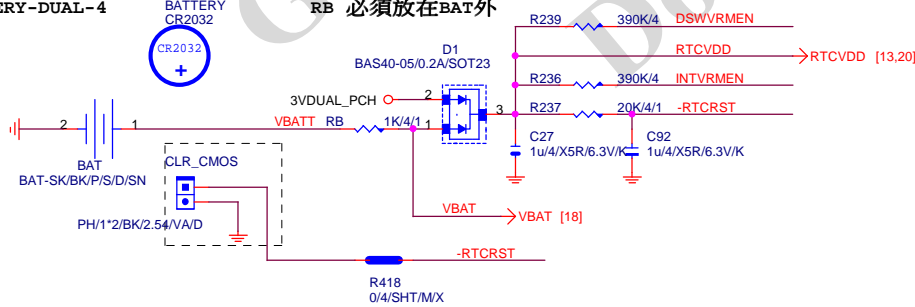 ERY-DUAL-4
BATTERY
CR2032
RB 必須放在BAT外
CR2032
+
R239 390K/4 DSWVRMEN
D1
BAS40-05/0.2A/SOT23
RTCVDD RTCVDD [13,20]
R236 390K/4 INTVRMEN
3VDUAL_PCH 2 3
R237 20K/4/1 -RTCRST
2 1 VBATT RB 1K/4/1 1
C27
1u/4/X5R/6.3V/K
C92
1u/4/X5R/6.3V/K
BAT
BAT-SK/BK/P/S/D/SN
CLR_CMOS
PH/1*2/BK/2.54/VA/D
VBAT VBAT [18]
-RTCRST
R418
0/4/SHT/M/X